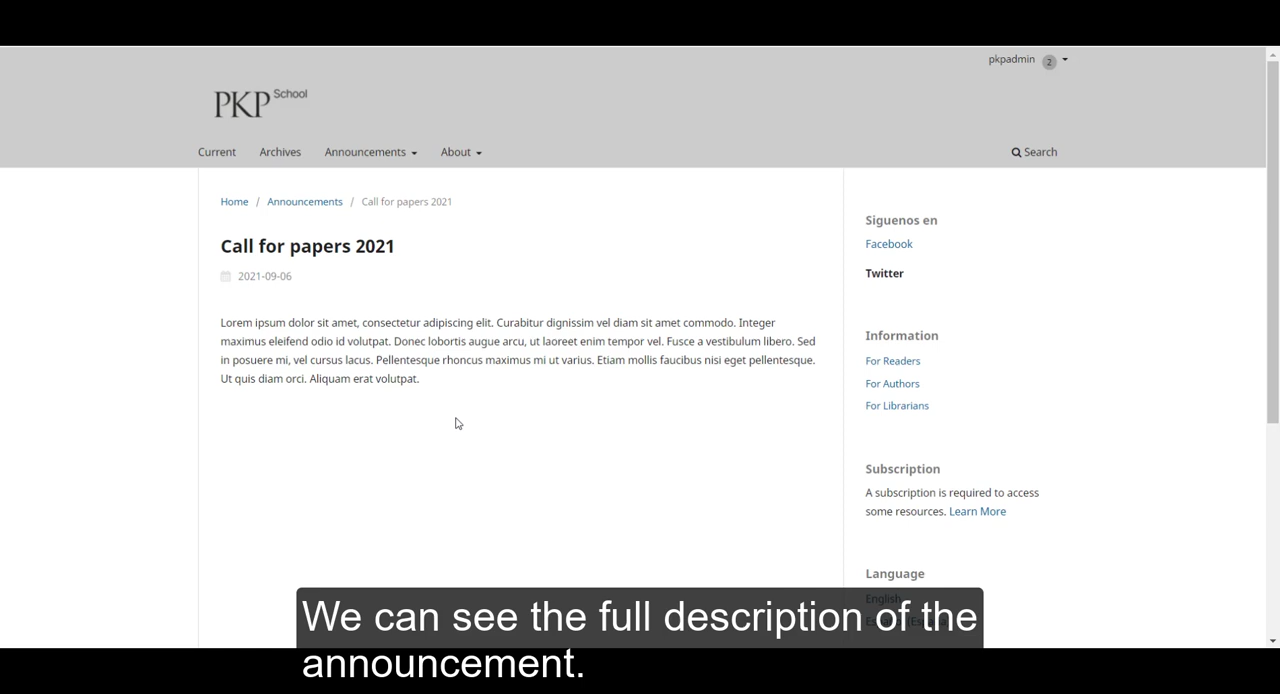 pkpadmin 2
PKP School
Current Archives Announcements About Search
Home / Announcements / Call for papers 2021
Call for papers 2021
2021-09-06
Lorem ipsum dolor sit amet, consectetur adipiscing elit. Curabitur dignissim vel diam sit amet commodo. Integer
maximus eleifend odio id volutpat. Donec lobortis augue arcu, ut laoreet enim tempor vel. Fusce a vestibulum libero. Sed
in posuere mi, vel cursus lacus. Pellentesque rhoncus maximus mi ut varius. Etiam mollis faucibus nisi eget pellentesque.
Ut quis diam orci. Aliquam erat volutpat.
Siguenos en
Facebook
Twitter
Information
For Readers
For Authors
For Librarians
Subscription
A subscription is required to access
some resources. Learn More
Language
English
We can see the full description of the
announcement.